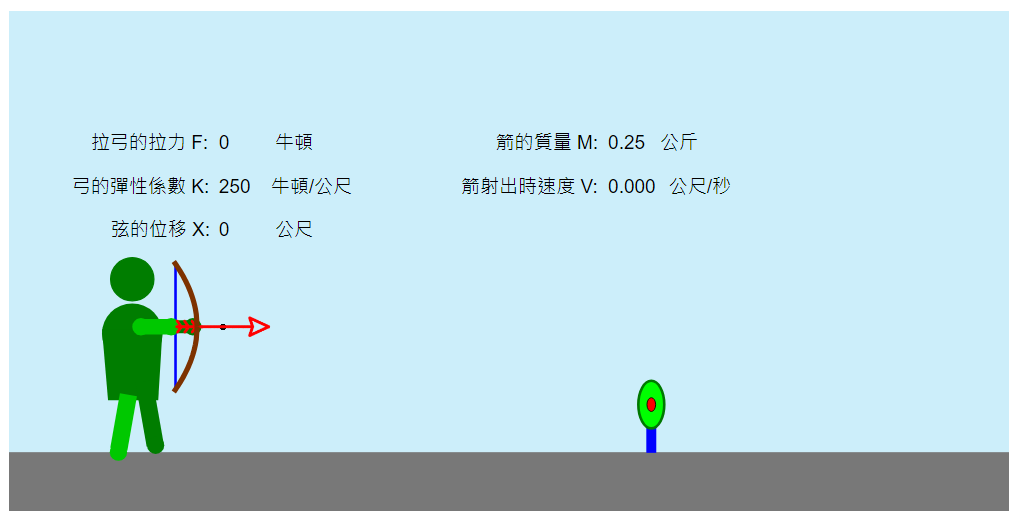 拉弓的拉力 F: 0 牛頓
弓的彈性係數 K: 250 牛頓/公尺
弦的位移 X: 0 公尺
箭的質量 M: 0.25 公斤
箭射出時速度 V: 0.000 公尺/秒